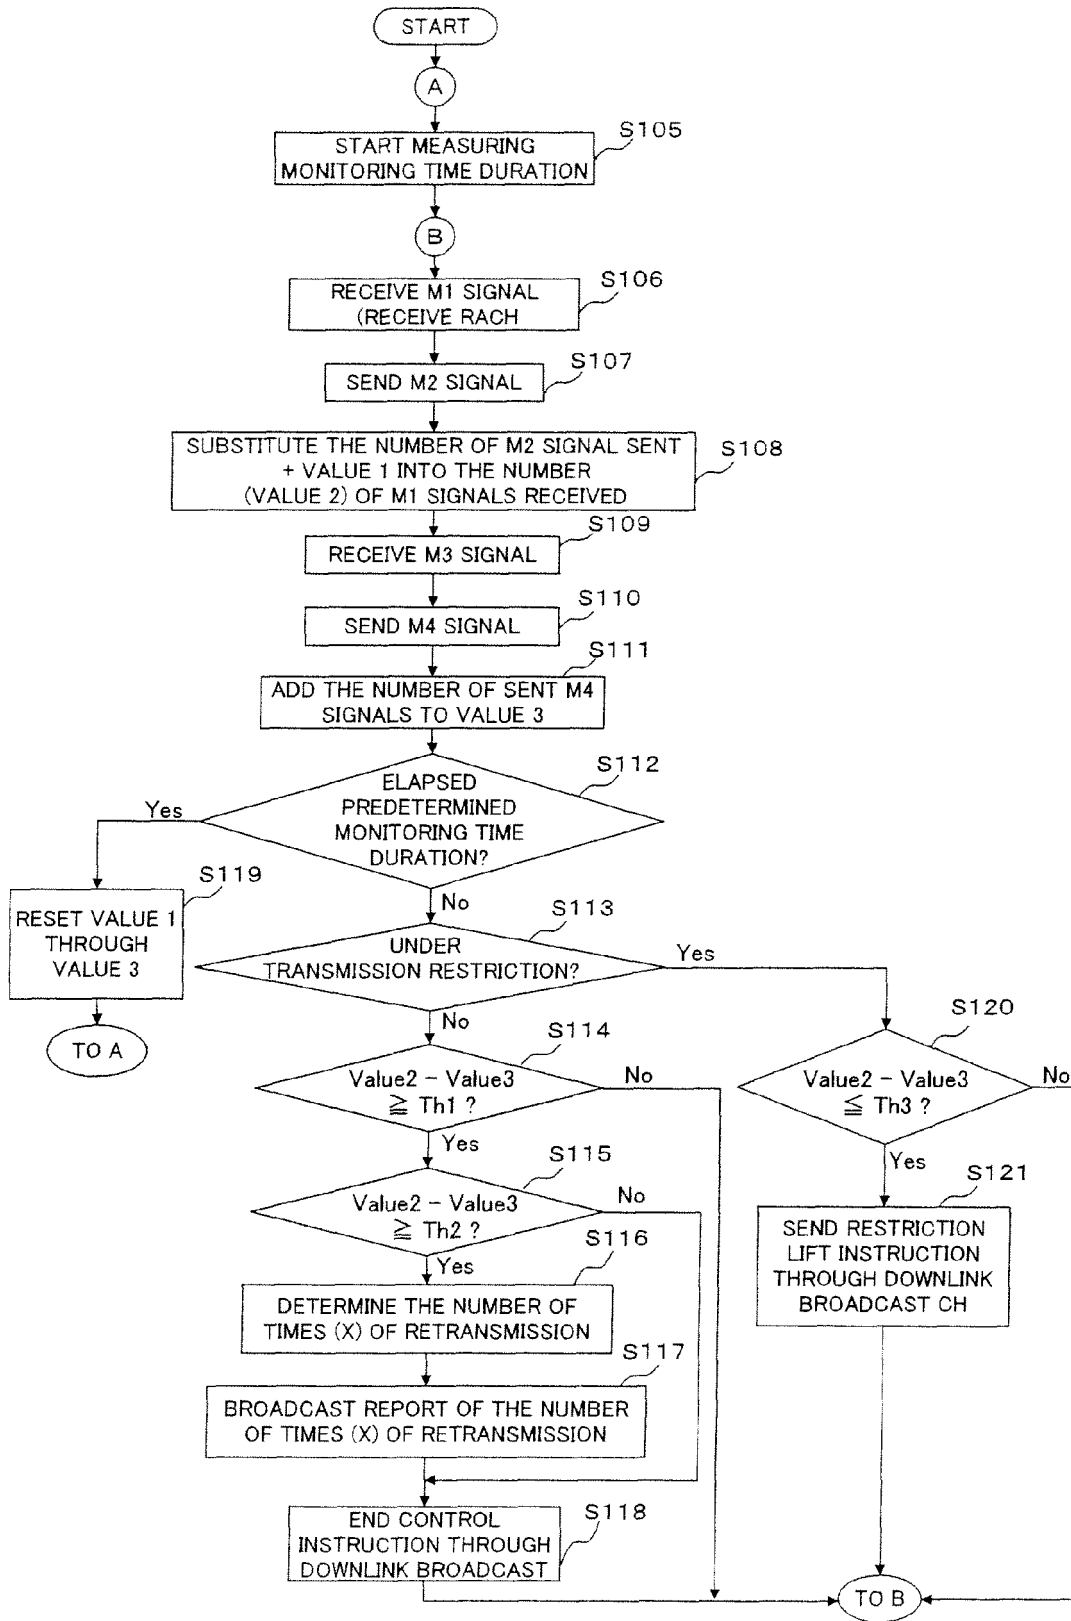 START
A
S105
START MEASURING
MONITORING TIME DURATION
B
S106
RECEIVE M1 SIGNAL
(RECEIVE RACH
S107
SEND M2 SIGNAL
S108
SUBSTITUTE THE NUMBER OF M2 SIGNAL SENT
+ VALUE 1 INTO THE NUMBER
(VALUE 2) OF M1 SIGNALS RECEIVED
S109
RECEIVE M3 SIGNAL
S110
SEND M4 SIGNAL
S111
ADD THE NUMBER OF SENT M4
SIGNALS TO VALUE 3
S112
ELAPSED
PREDETERMINED
MONITORING TIME
DURATION?
Yes
No
S119
RESET VALUE 1
THROUGH
VALUE 3
TO A
S113
UNDER
TRANSMISSION RESTRICTION?
Yes
No
S114
Value2 – Value3
≧ Th1 ?
No
Yes
S115
Value2 – Value3
≧ Th2 ?
No
Yes
S116
DETERMINE THE NUMBER OF
TIMES (X) OF RETRANSMISSION
S117
BROADCAST REPORT OF THE NUMBER
OF TIMES (X) OF RETRANSMISSION
S118
END CONTROL
INSTRUCTION THROUGH
DOWNLINK BROADCAST
S120
Value2 – Value3
≦ Th3 ?
No
Yes
S121
SEND RESTRICTION
LIFT INSTRUCTION
THROUGH DOWNLINK
BROADCAST CH
TO B